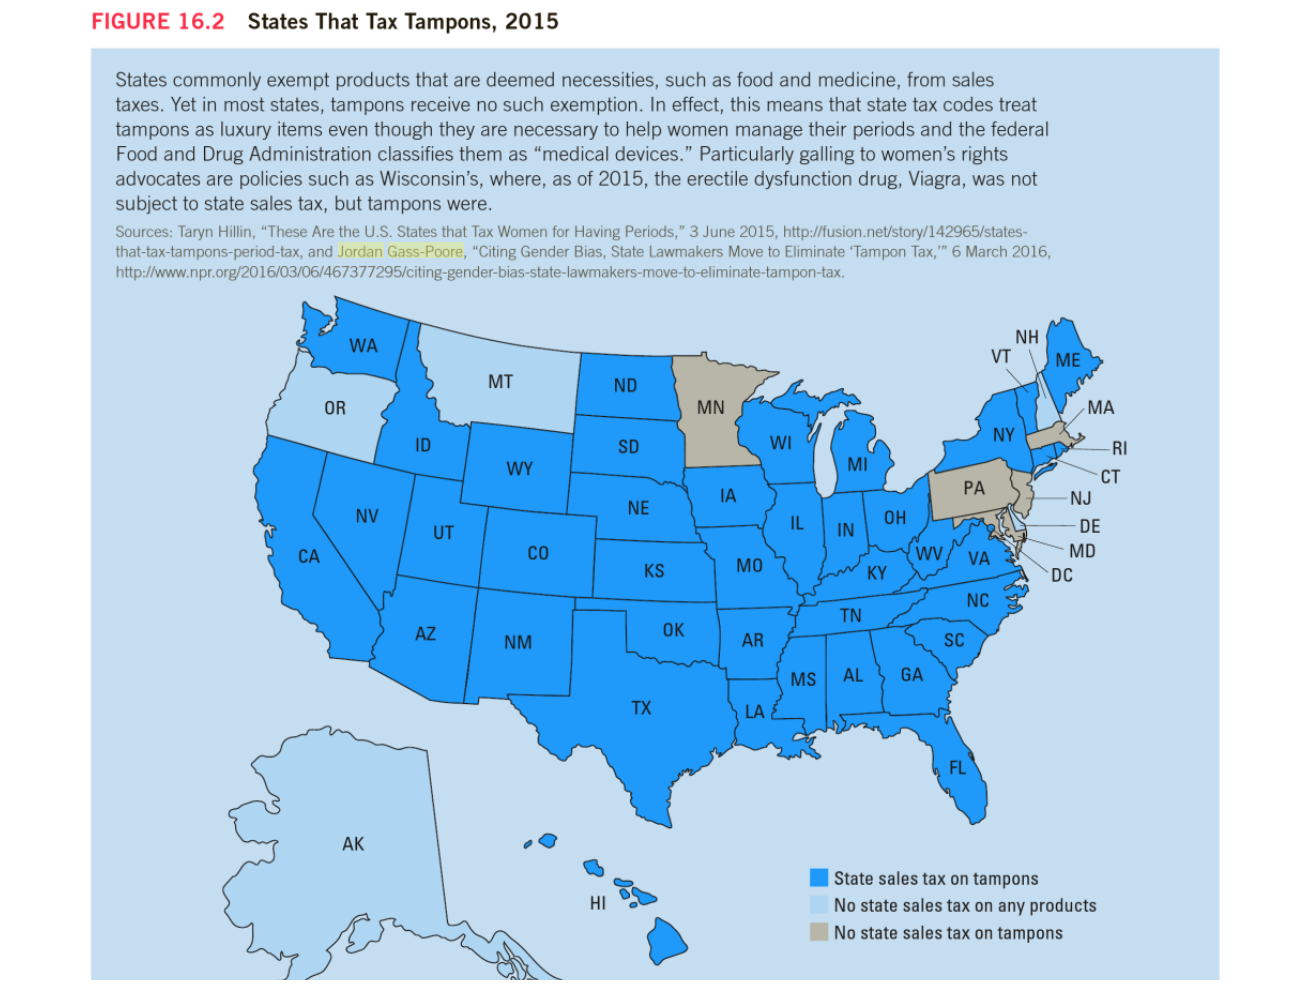 FIGURE 16.2 States That Tax Tampons, 2015
States commonly exempt products that are deemed necessities, such as food and medicine, from sales
taxes. Yet in most states, tampons receive no such exemption. In effect, this means that state tax codes treat
tampons as luxury items even though they are necessary to help women manage their periods and the federal
Food and Drug Administration classifies them as “medical devices.” Particularly galling to women’s rights
advocates are policies such as Wisconsin’s, where, as of 2015, the erectile dysfunction drug, Viagra, was not
subject to state sales tax, but tampons were.
Sources: Taryn Hillin, “These Are the U.S. States that Tax Women for Having Periods,” 3 June 2015, http://fusion.net/story/142965/states-
that-tax-tampons-period-tax, and Jordan Gass-Poore, “Citing Gender Bias, State Lawmakers Move to Eliminate ‘Tampon Tax,’” 6 March 2016,
http://www.npr.org/2016/03/06/467377295/citing-gender-bias-state-lawmakers-move-to-eliminate-tampon-tax.
WA
OR
MT
ID
WY
ND
SD
NE
MN
WI
MI
IA
NY
VT
NH
ME
MA
RI
CT
PA
NJ
DE
MD
DC
CA
NV
UT
CO
KS
MO
IL
IN
OH
KY
WV
VA
AZ
NM
OK
AR
TN
NC
SC
TX
LA
MS
AL
GA
FL
AK
HI
State sales tax on tampons
No state sales tax on any products
No state sales tax on tampons